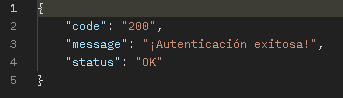 1 {
2 "code": "200",
3 "message": "¡Autenticación exitosa!",
4 "status": "OK"
5 }